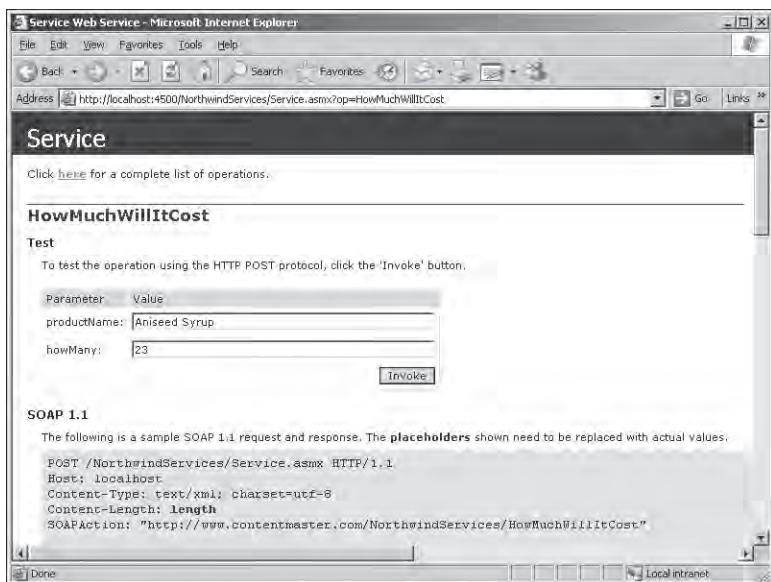 Service Web Service - Microsoft Internet Explorer
File Edit View Favorites Tools Help
Back Search Favorites
Address http://localhost:4500/NorthwindServices/Service.asmx?op=HowMuchWillItCost Go Links »
Service
Click here for a complete list of operations.
HowMuchWillItCost
Test
To test the operation using the HTTP POST protocol, click the 'Invoke' button.
Parameter Value
productName: Aniseed Syrup
howMany: 23
Invoke
SOAP 1.1
The following is a sample SOAP 1.1 request and response. The placeholders shown need to be replaced with actual values.
POST /NorthwindServices/Service.asmx HTTP/1.1
Host: localhost
Content-Type: text/xml; charset=utf-8
Content-Length: length
SOAPAction: "http://www.contentmaster.com/NorthwindServices/HowMuchWillItCost"
Done Local intranet